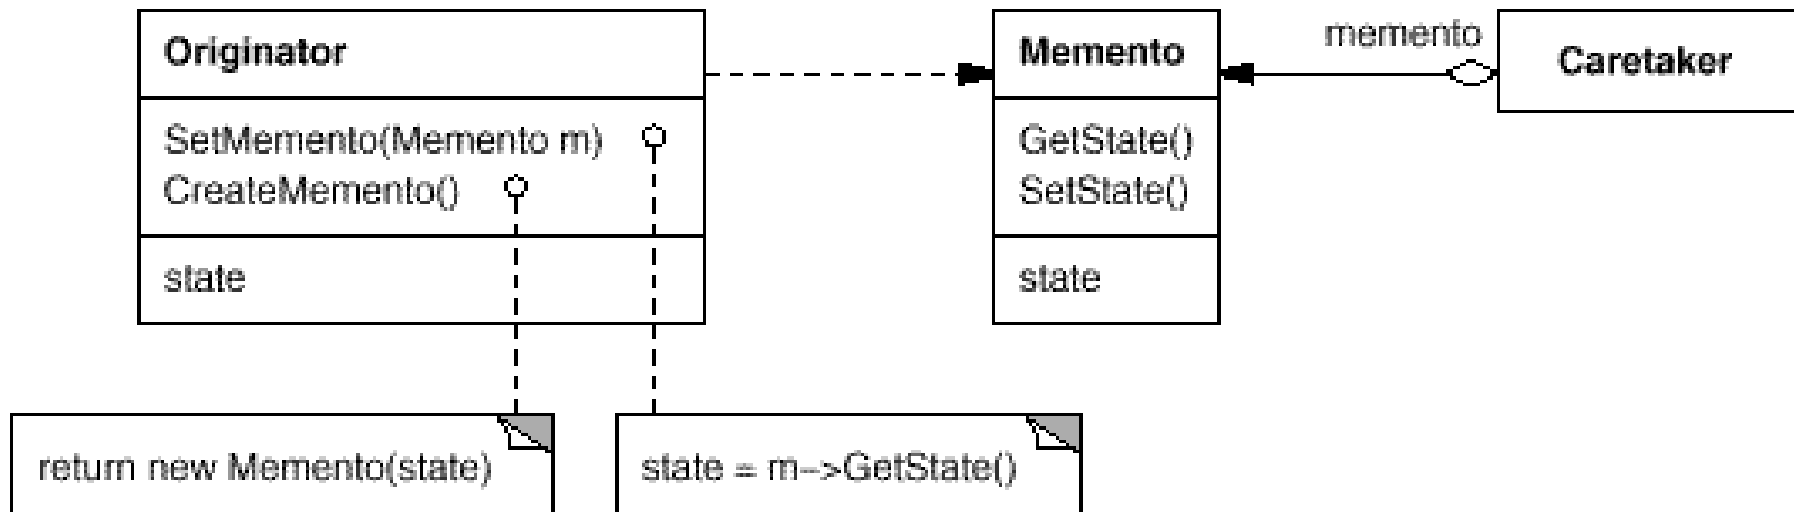 Originator
SetMemento(Memento m)
CreateMemento()
state
Memento
GetState()
SetState()
state
memento
Caretaker
return new Memento(state)
state = m->GetState()